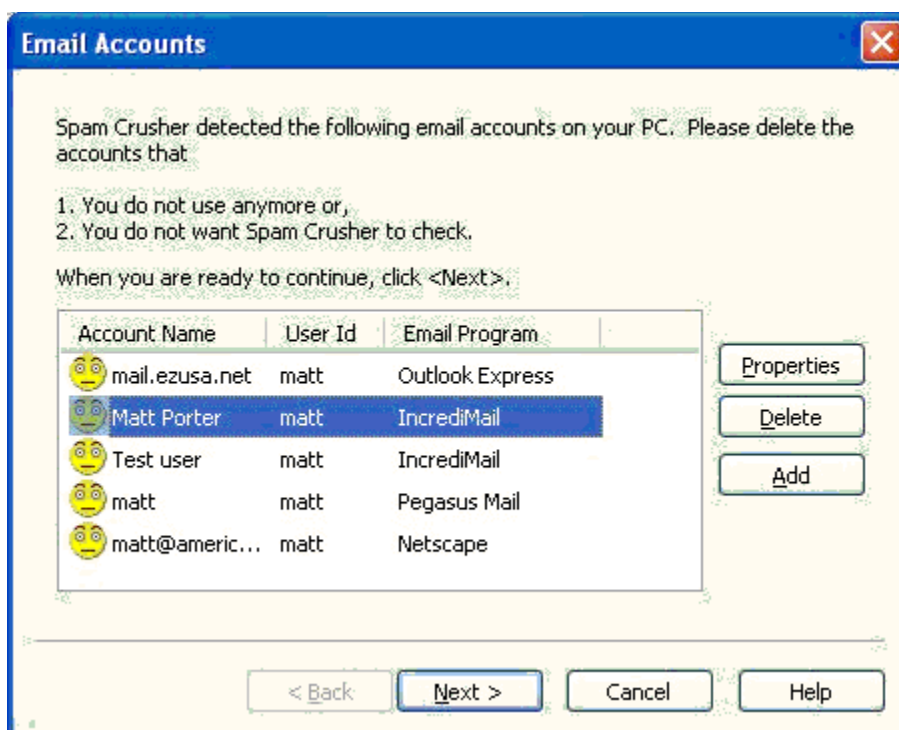 Email Accounts
Spam Crusher detected the following email accounts on your PC.  Please delete the
accounts that
1. You do not use anymore or,
2. You do not want Spam Crusher to check.
When you are ready to continue, click <Next>.
Account Name User Id Email Program
mail.ezusa.net matt Outlook Express
Properties
Matt Porter matt IncrediMail
Delete
Test user matt IncrediMail
Add
matt matt Pegasus Mail
matt@americ... matt Netscape
< Back Next > Cancel Help